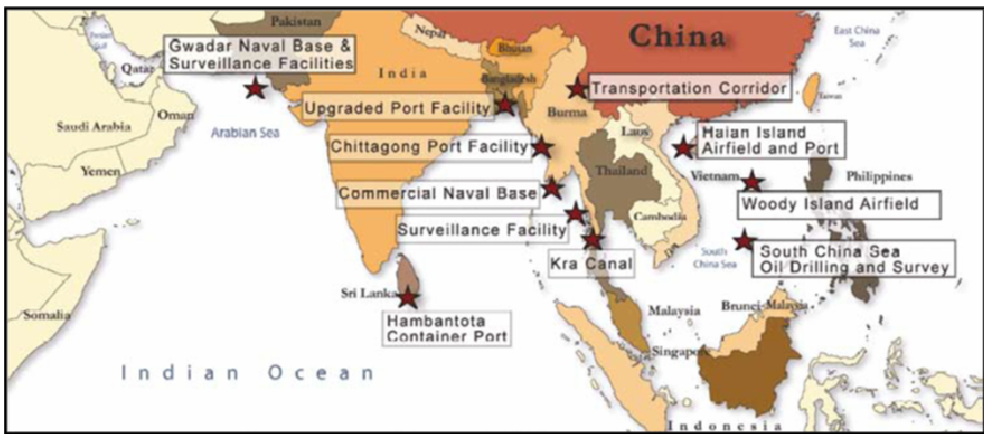 Pakistan
Nepal
China
East China
Sea
Persian
Gulf
Gwadar Naval Base &
Surveillance Facilities
Bhutan
Qatar
India
Bangladesh
Transportation Corridor
Taiwan
Upgraded Port Facility
Burma
Oman
Saudi Arabia
Arabian Sea
Laos
Haian Island
Airfield and Port
Chittagong Port Facility
Thailand
Yemen
Vietnam
Philippines
Commercial Naval Base
Woody Island Airfield
Cambodia
Surveillance Facility
South
China Sea
South China Sea
Oil Drilling and Survey
Kra Canal
Sri Lanka
Brunei-Malaysia
Malaysia
Somalia
Hambantota
Container Port
Singapore
Indian Ocean
Indonesia